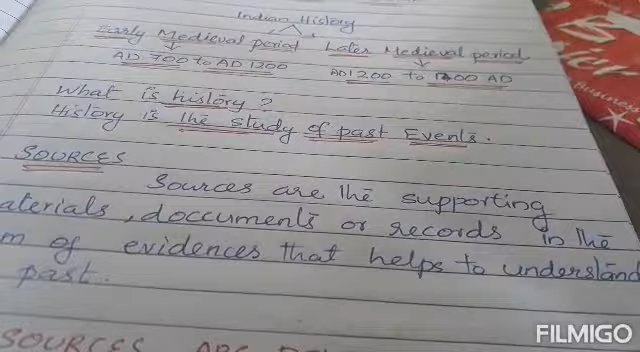 Indian History
Early Medieval period Later Medieval period
AD 700 to AD 1200 AD 1200 to AD
What is history?
History is the study of past Events.
SOURCES
Sources are the supporting
aterials, doccuments or records in the
m of evidences that helps to understand
past.
SOURCES ARE
FILMIGO